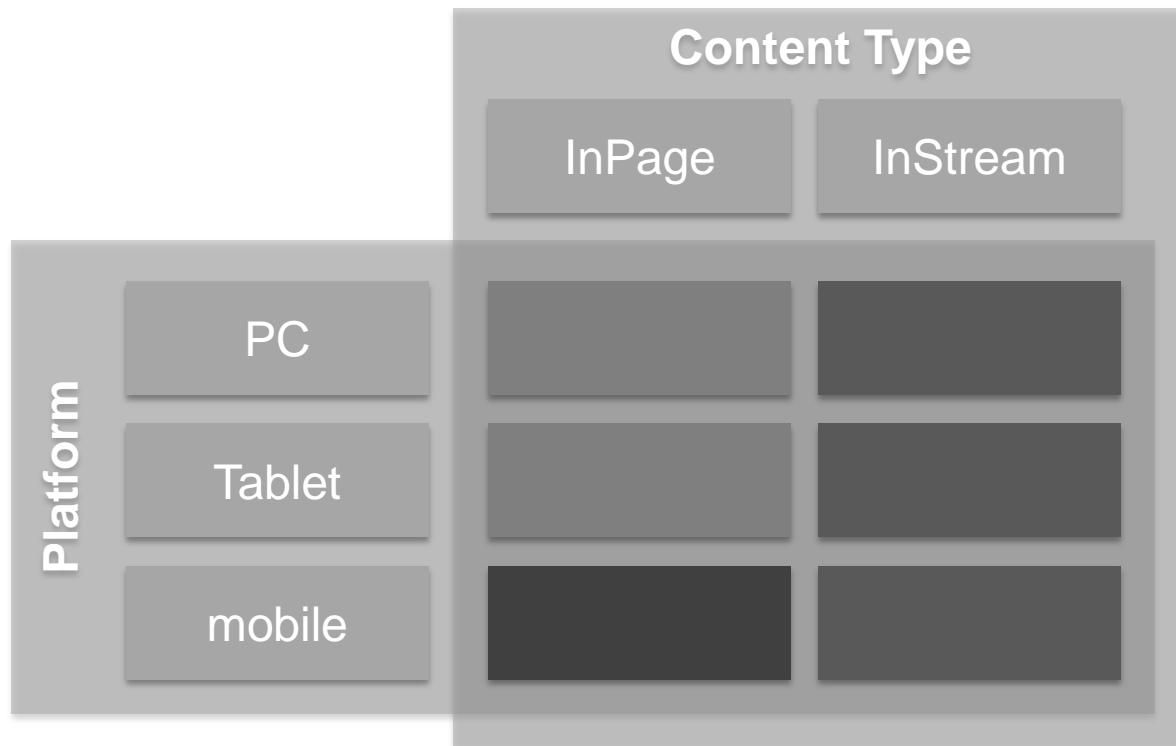 Content Type
InPage
InStream
Platform
PC
Tablet
mobile